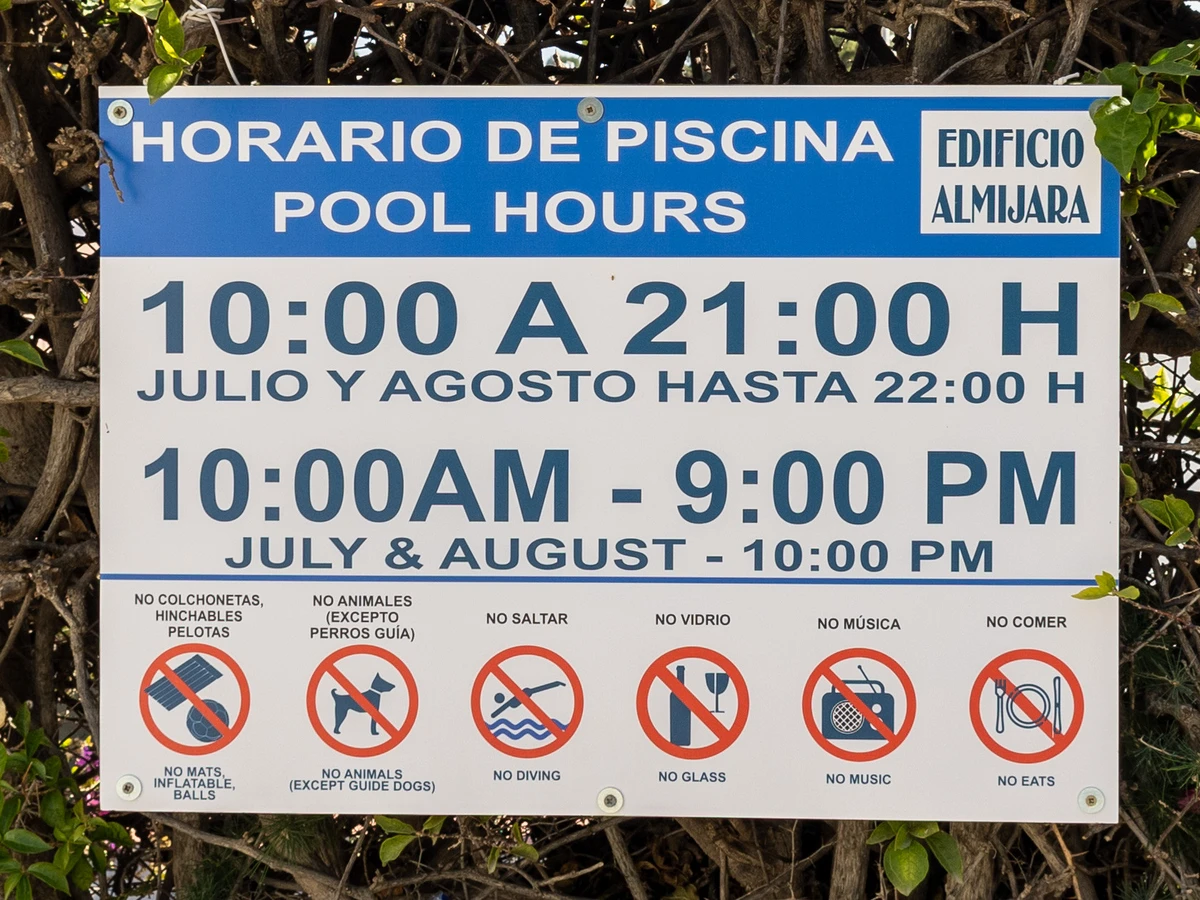 HORARIO DE PISCINA
POOL HOURS
EDIFICIO
ALMIJARA
10:00 A 21:00 H
JULIO Y AGOSTO HASTA 22:00 H
10:00AM - 9:00 PM
JULY & AUGUST - 10:00 PM
NO COLCHONETAS,
HINCHABLES
PELOTAS
NO MATS,
INFLATABLE,
BALLS
NO ANIMALES
(EXCEPTO
PERROS GUÍA)
NO ANIMALS
(EXCEPT GUIDE DOGS)
NO SALTAR
NO DIVING
NO VIDRIO
NO GLASS
NO MÚSICA
NO MUSIC
NO COMER
NO EATS